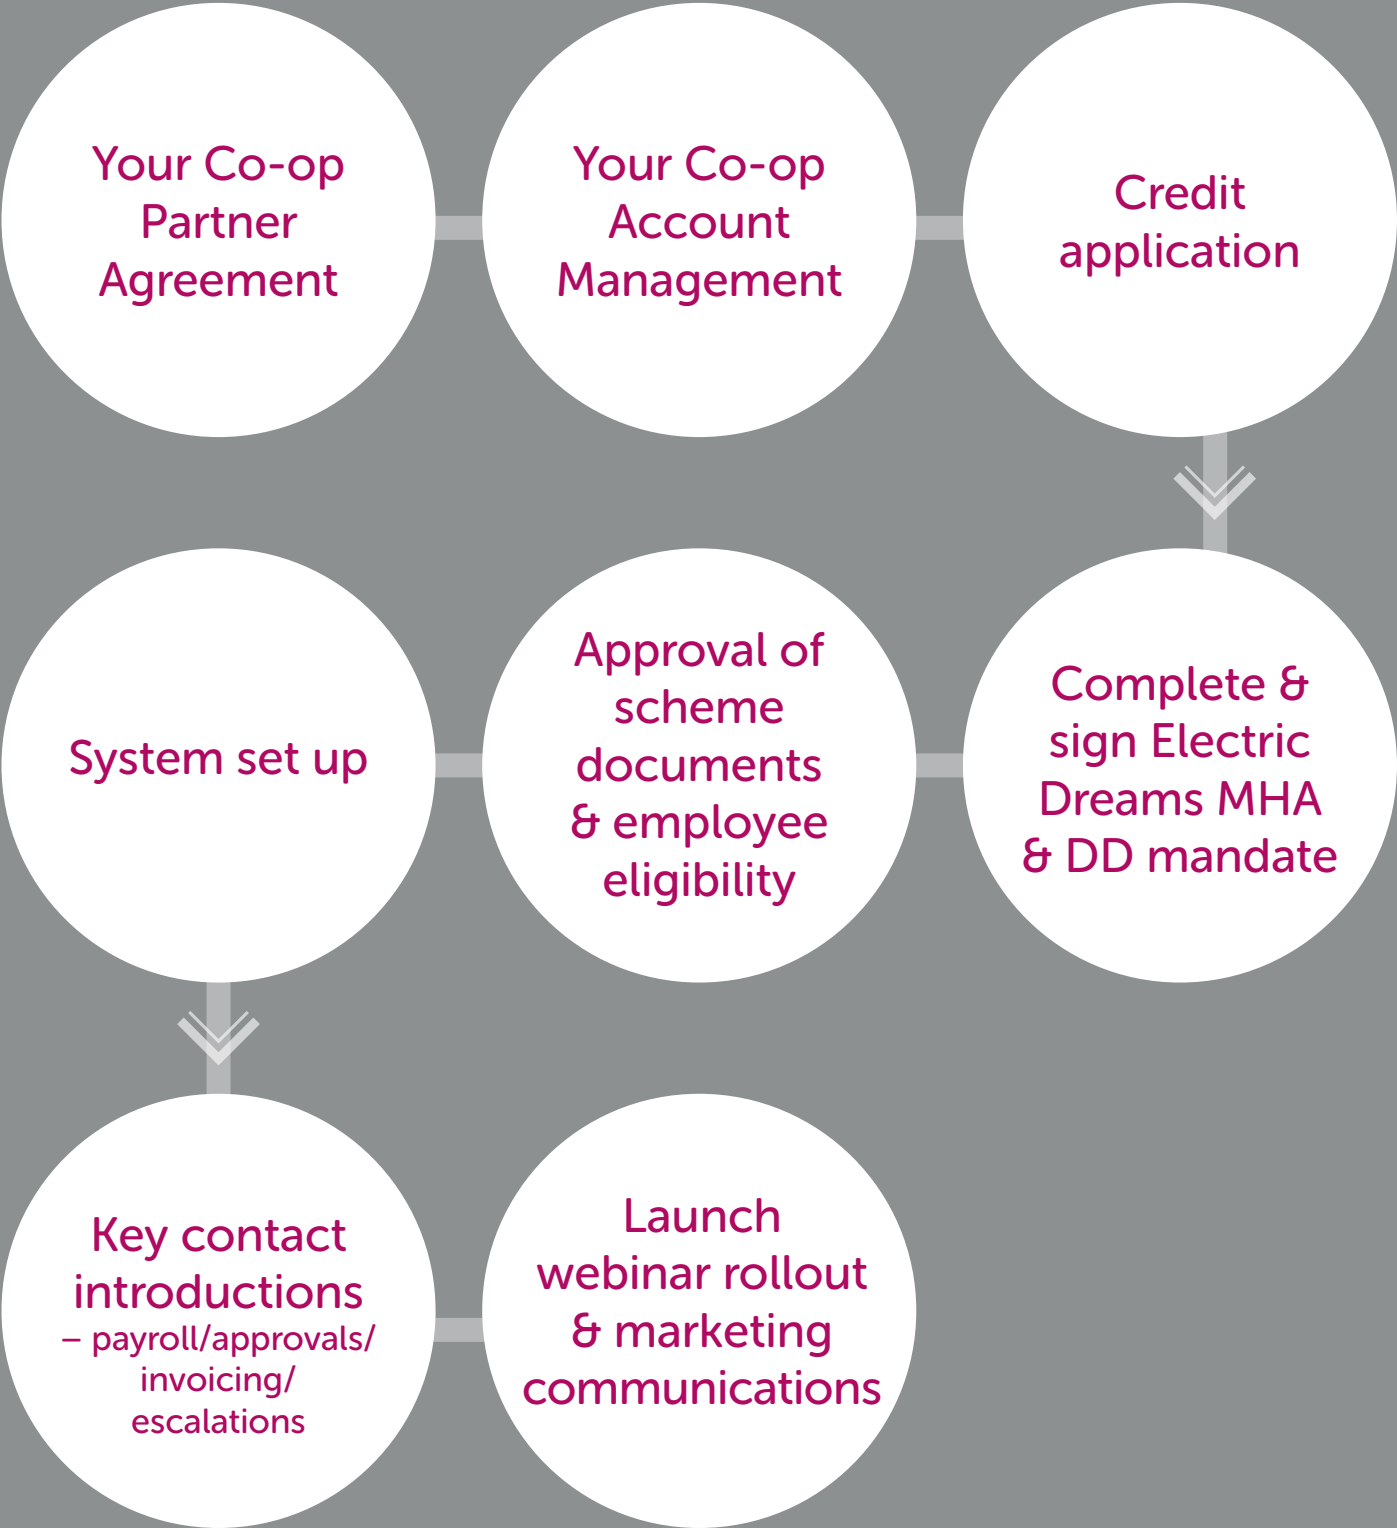 Your Co-op
Partner
Agreement
Your Co-op
Account
Management
Credit
application
Complete &
sign Electric
Dreams MHA
& DD mandate
Approval of
scheme
documents
& employee
eligibility
System set up
Key contact
introductions
– payroll/approvals/
invoicing/
escalations
Launch
webinar rollout
& marketing
communications